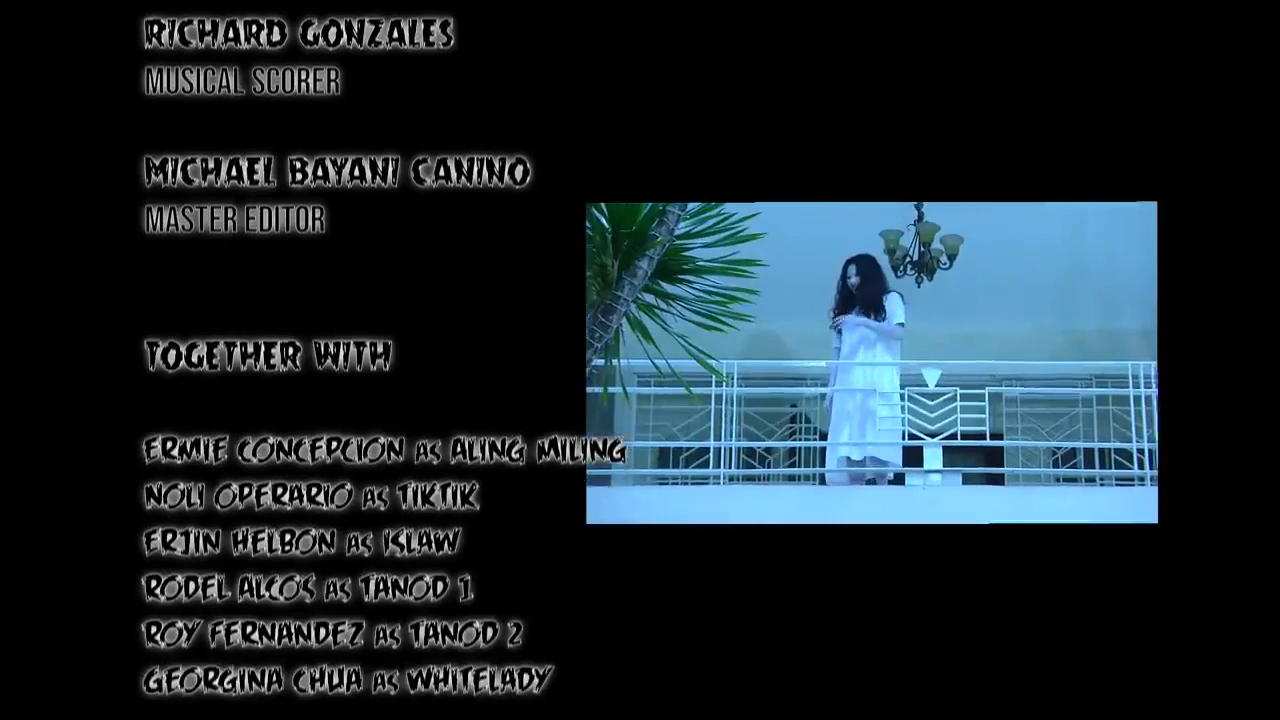 RICHARD GONZALES
MUSICAL SCORER
MICHAEL BAYANI CANINO
MASTER EDITOR
TOGETHER WITH
ERMIE CONCEPCION AS ALING MILING
NOLI OPERARIO AS TIKTIK
ERJIN HELBON AS ISLAW
RODEL ALCOS AS TANOD 1
ROY FERNANDEZ AS TANOD 2
GEORGINA CHUA AS WHITELADY